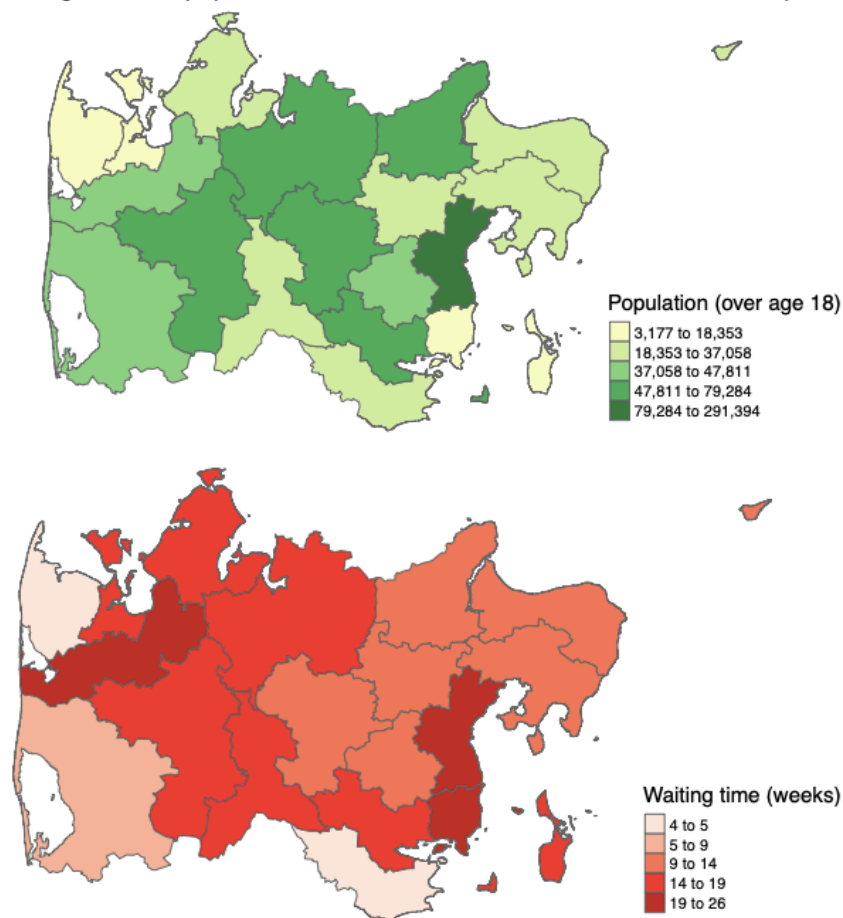 Population (over age 18)
3,177 to 18,353
18,353 to 37,058
37,058 to 47,811
47,811 to 79,284
79,284 to 291,394
Waiting time (weeks)
4 to 5
5 to 9
9 to 14
14 to 19
19 to 26